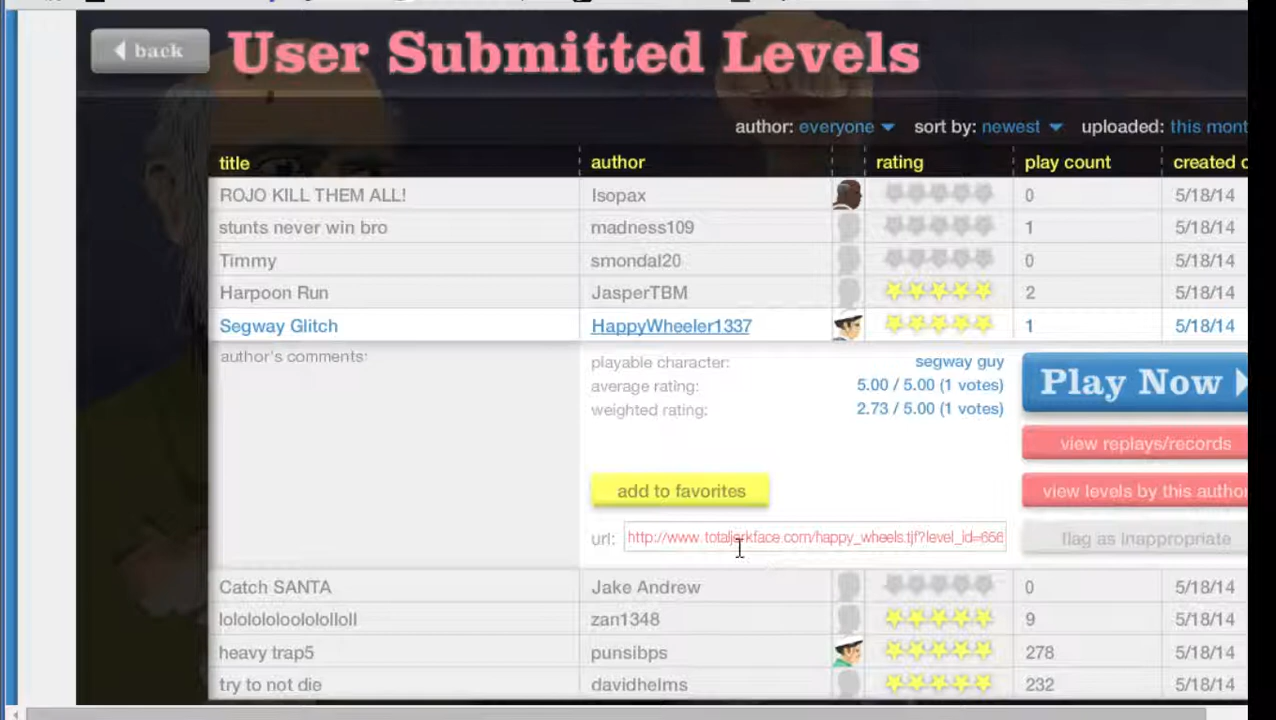 back
User Submitted Levels
author: everyone sort by: newest uploaded: this mont
title author rating play count created
ROJO KILL THEM ALL! Isopax 0 5/18/14
stunts never win bro madness109 1 5/18/14
Timmy smondal20 0 5/18/14
Harpoon Run JasperTBM 2 5/18/14
Segway Glitch HappyWheeler1337 1 5/18/14
author's comments: playable character: segway guy
Play Now
average rating: 5.00 / 5.00 (1 votes)
weighted rating: 2.73 / 5.00 (1 votes)
view replays/records
add to favorites view levels by this author
url: http://www.totaljerkface.com/happy_wheels.tjf?level_id=656 flag as inappropriate
Catch SANTA Jake Andrew 0 5/18/14
lololololoolololloll zan1348 9 5/18/14
heavy trap5 punsibps 278 5/18/14
try to not die davidhelms 232 5/18/14